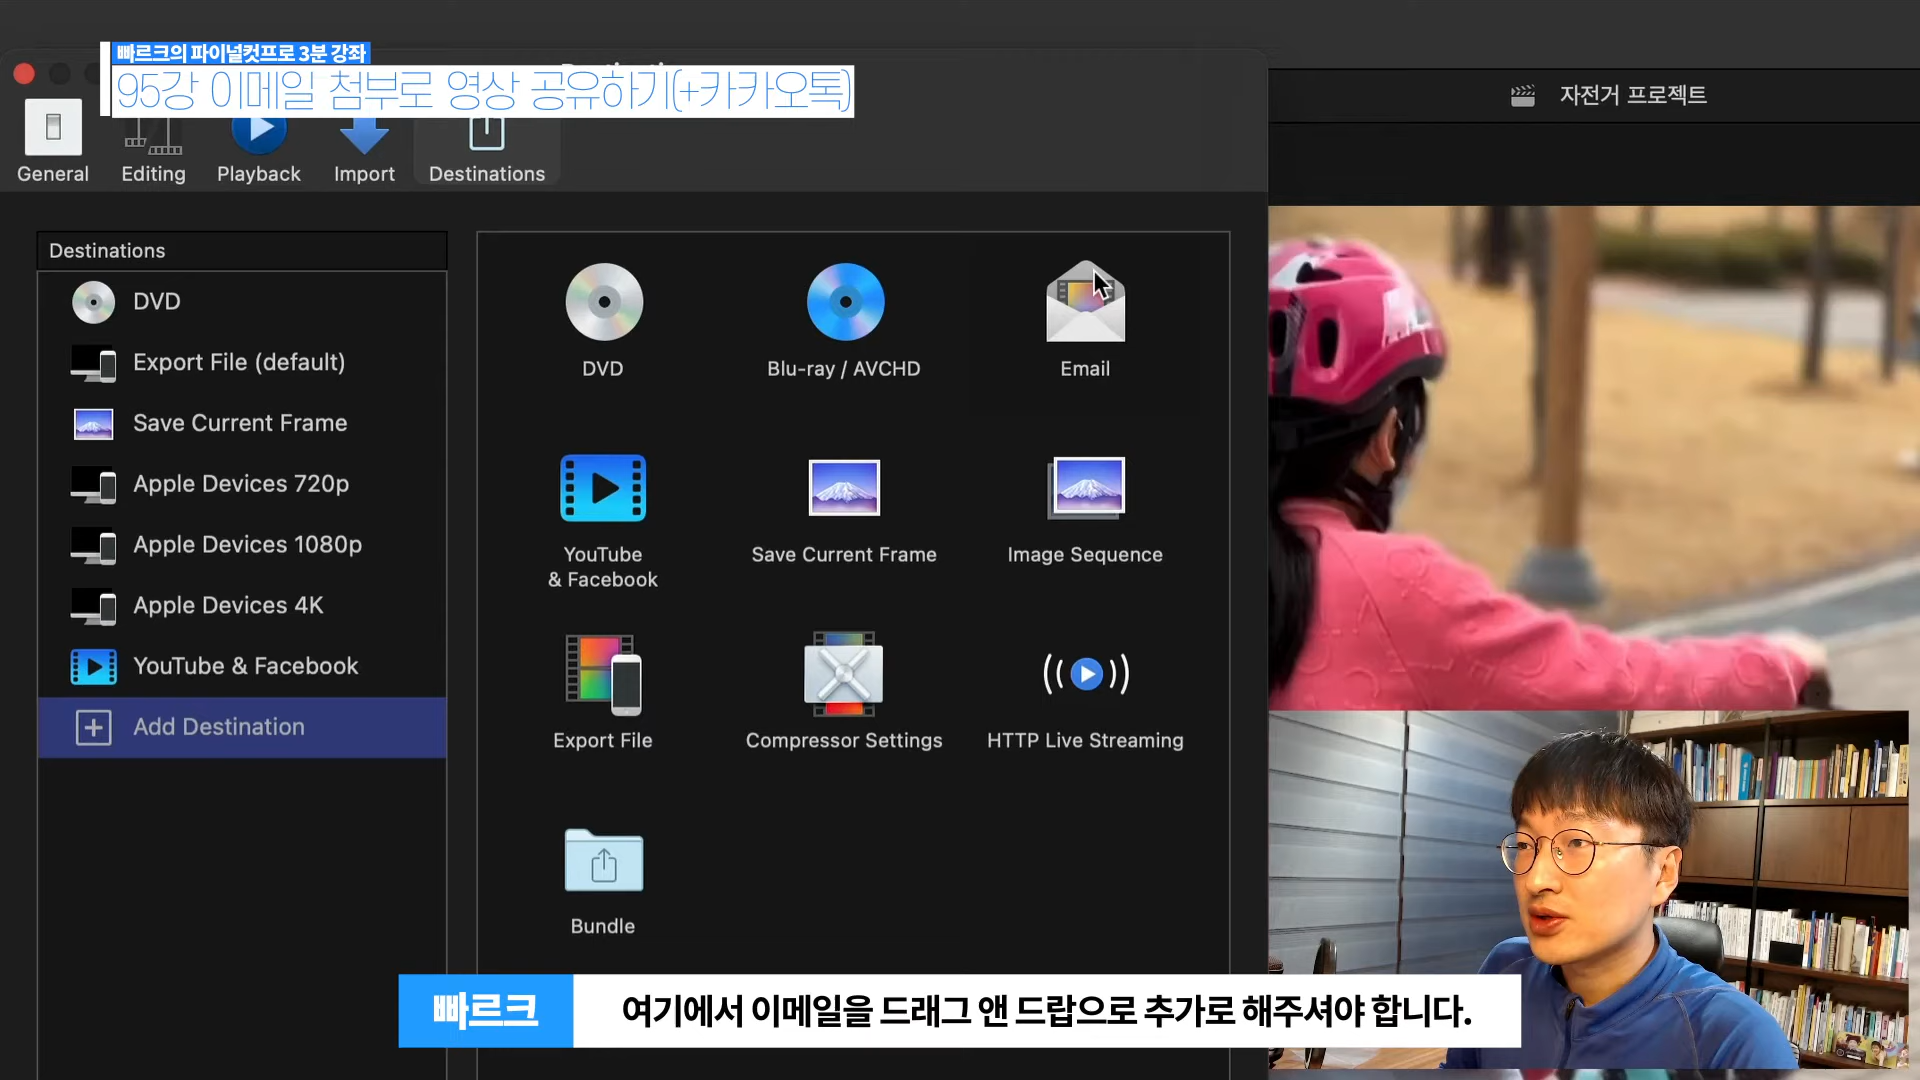 빠르크의 파이널컷프로 3분 강좌
95강 이메일 첨부로 영상 공유하기(+카카오톡)
자전거 프로젝트
General
Editing
Playback
Import
Destinations
Destinations
DVD
Export File (default)
Save Current Frame
Apple Devices 720p
Apple Devices 1080p
Apple Devices 4K
YouTube & Facebook
Add Destination
DVD
Blu-ray / AVCHD
Email
YouTube
& Facebook
Save Current Frame
Image Sequence
Export File
Compressor Settings
HTTP Live Streaming
Bundle
빠르크
여기에서 이메일을 드래그 앤 드랍으로 추가로 해주셔야 합니다.